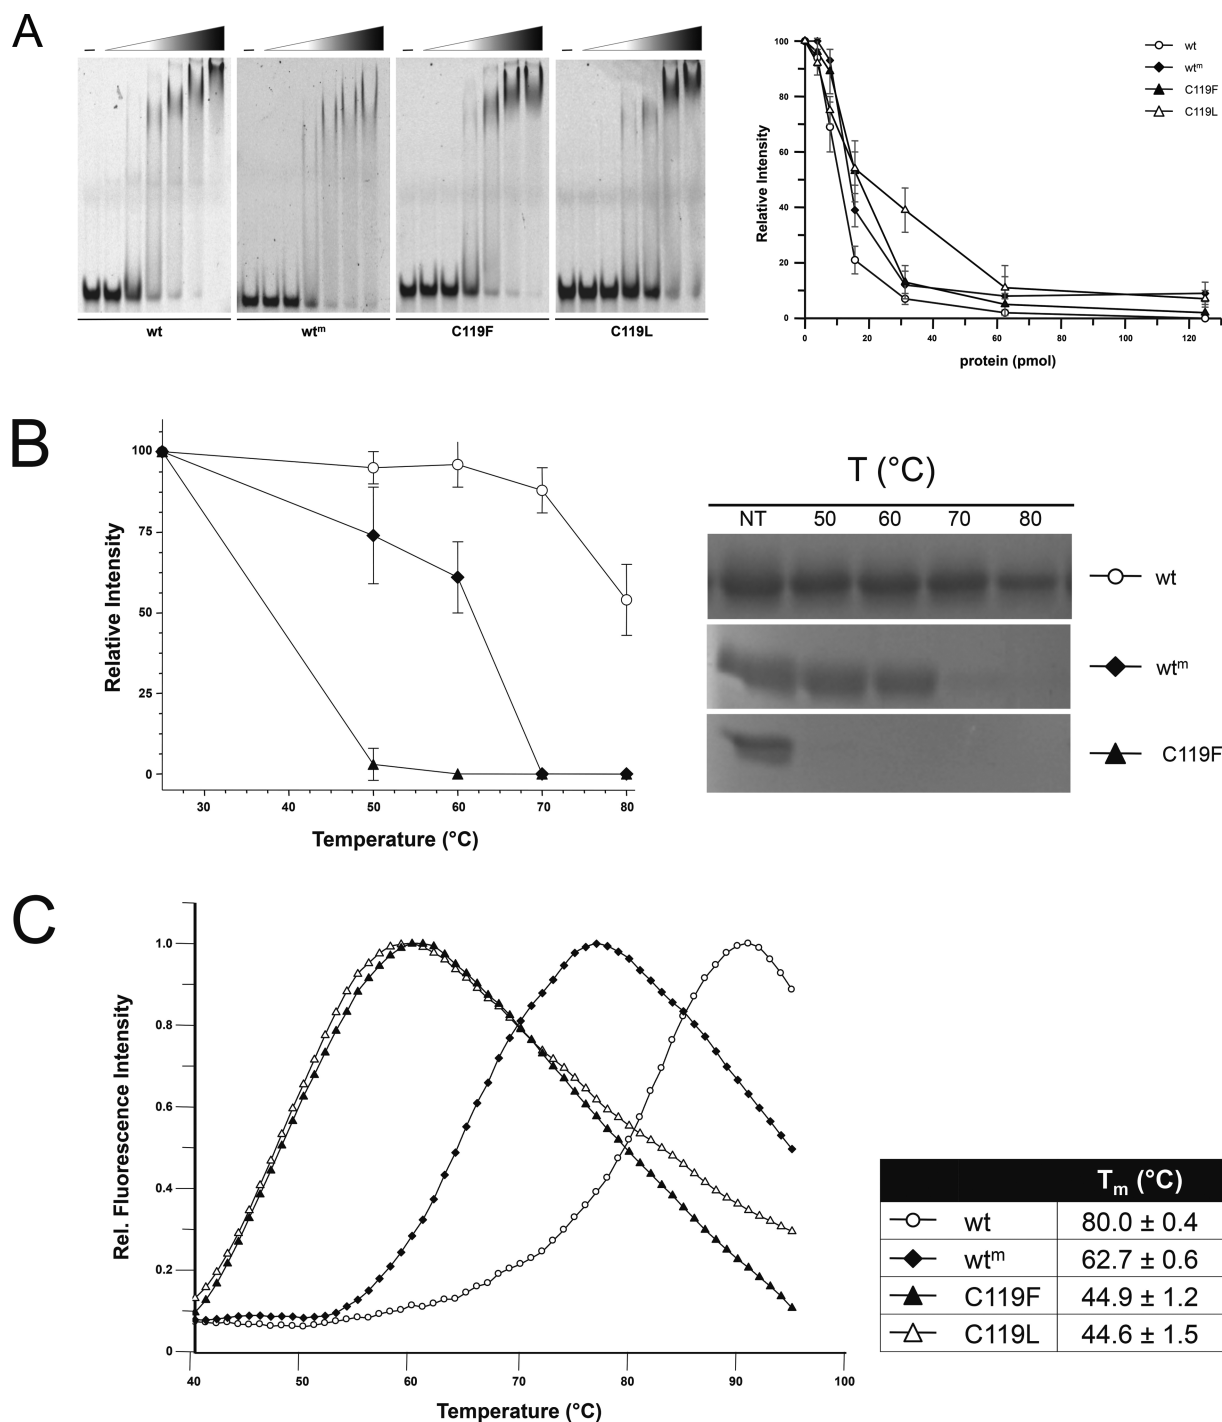 A
wt
wtᵐ
C119F
C119L
100
80
60
40
20
0
Relative Intensity
0
20
40
60
80
100
120
protein (pmol)
wt
wtᵐ
C119F
C119L
B
100
75
50
25
0
Relative Intensity
30
40
50
60
70
80
Temperature (°C)
T (°C)
NT 50 60 70 80
wt
wtᵐ
C119F
C
1.0
0.8
0.6
0.4
0.2
0
Rel. Fluorescence Intensity
40
50
60
70
80
90
100
Temperature (°C)
Tₘ (°C)
wt 80.0 ± 0.4
wtᵐ 62.7 ± 0.6
C119F 44.9 ± 1.2
C119L 44.6 ± 1.5